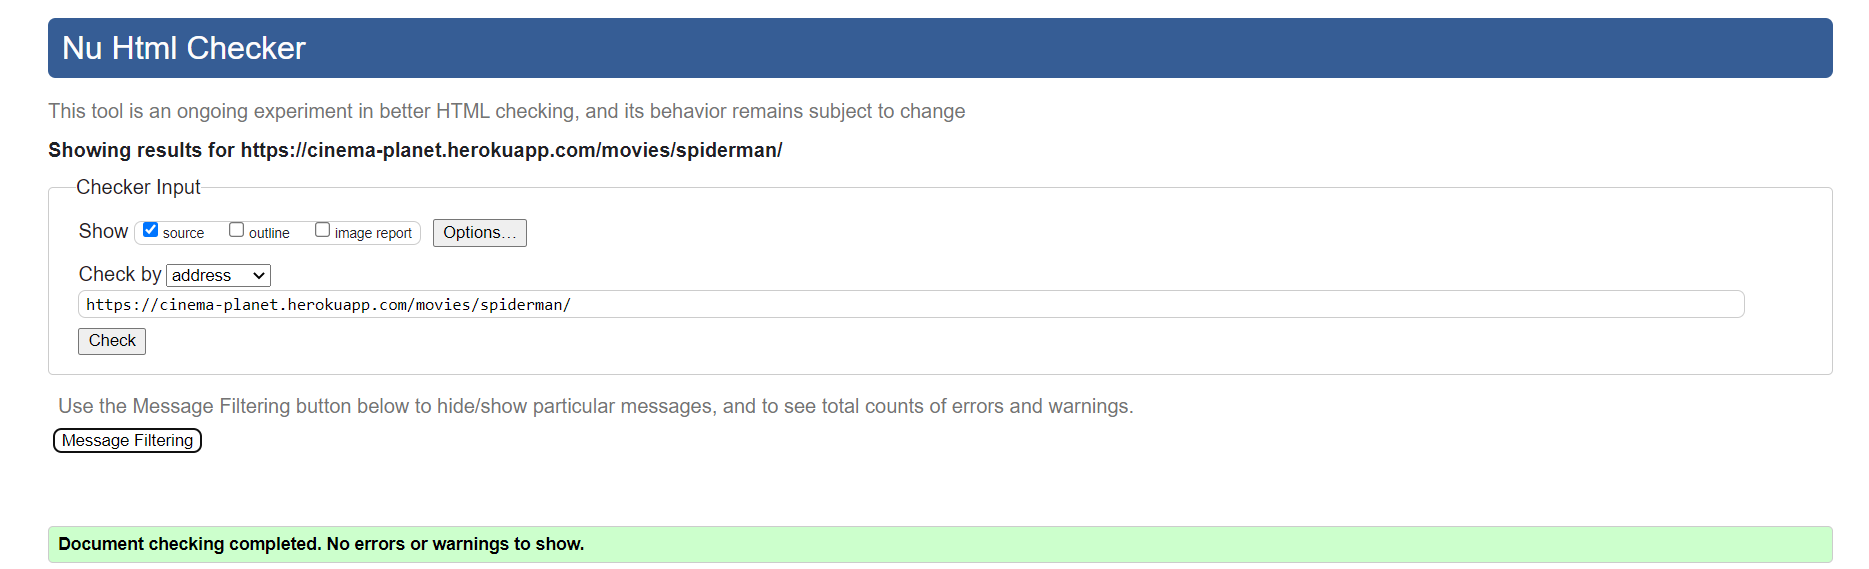 Nu Html Checker
This tool is an ongoing experiment in better HTML checking, and its behavior remains subject to change
Showing results for https://cinema-planet.herokuapp.com/movies/spiderman/
Checker Input
Show source outline image report Options...
Check by address
https://cinema-planet.herokuapp.com/movies/spiderman/
Check
Use the Message Filtering button below to hide/show particular messages, and to see total counts of errors and warnings.
Message Filtering
Document checking completed. No errors or warnings to show.